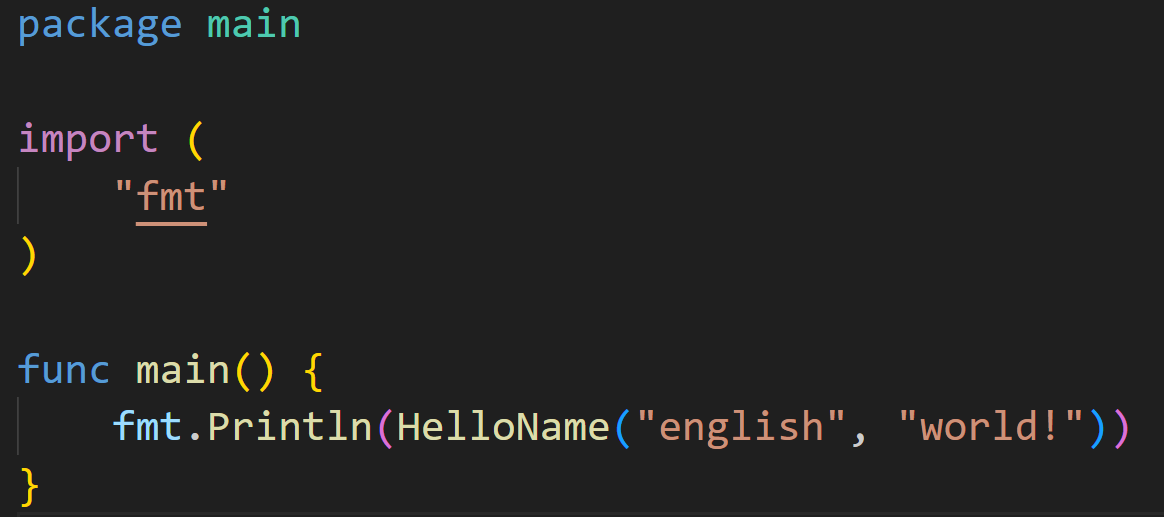 package main
import (
"fmt"
)
func main() {
fmt.Println(HelloName("english", "world!"))
}